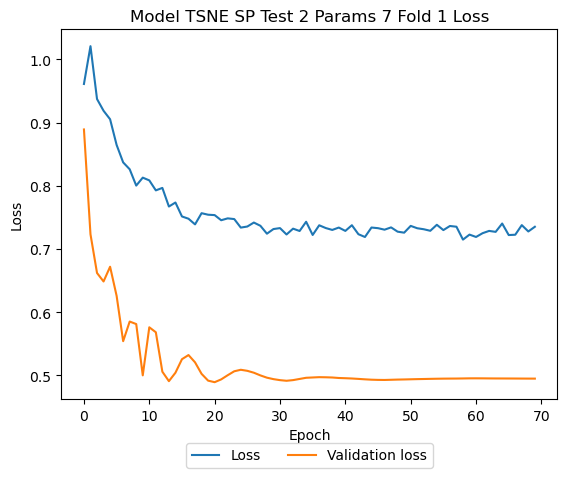 Model TSNE SP Test 2 Params 7 Fold 1 Loss
1.0
0.9
0.8
0.7
0.6
0.5
Loss
0 10 20 30 40 50 60 70
Epoch
Loss Validation loss